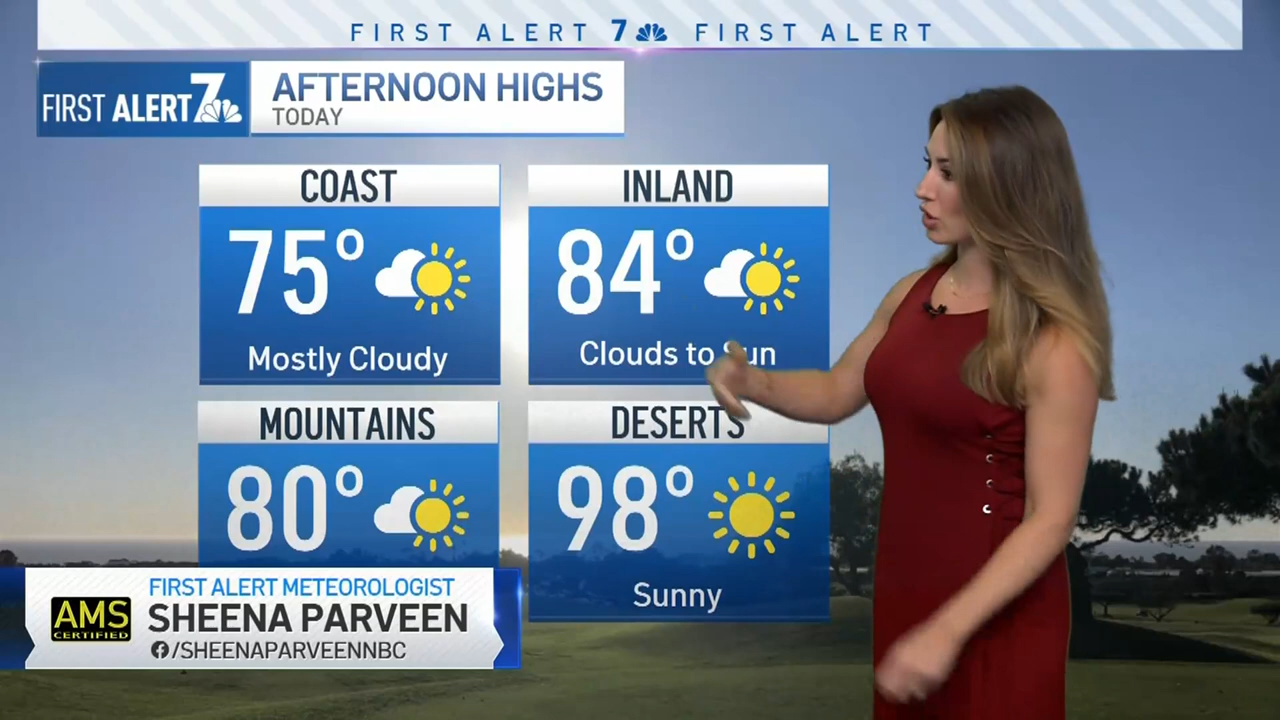 FIRST ALERT 7 FIRST ALERT
FIRST ALERT 7
AFTERNOON HIGHS
TODAY
COAST
75°
Mostly Cloudy
INLAND
84°
Clouds to Sun
MOUNTAINS
80°
DESERTS
98°
Sunny
AMS
CERTIFIED
FIRST ALERT METEOROLOGIST
SHEENA PARVEEN
/SHEENAPARVEENNBC